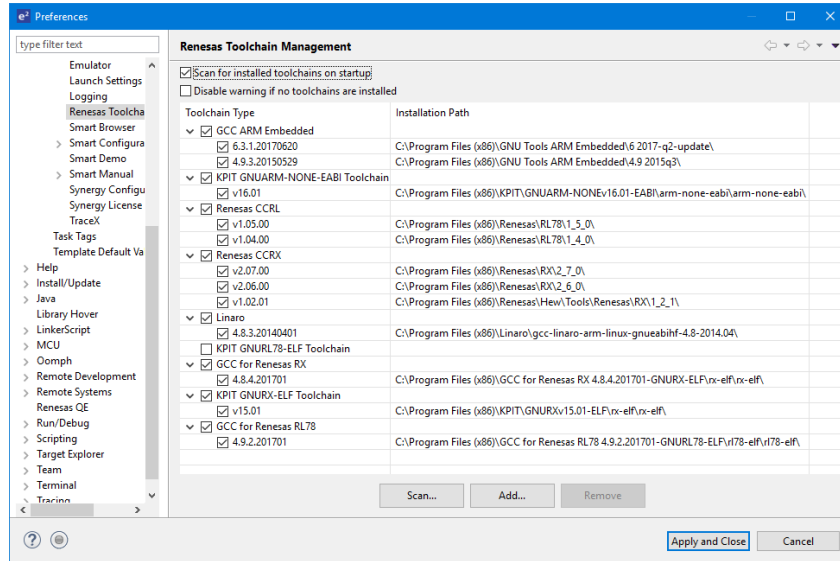 e² Preferences
type filter text
Emulator
Launch Settings
Logging
Renesas Toolcha
Smart Browser
Smart Configura
Smart Demo
Smart Manual
Synergy Configu
Synergy License
TraceX
Task Tags
Template Default Va
Help
Install/Update
Java
Library Hover
LinkerScript
MCU
Oomph
Remote Development
Remote Systems
Renesas QE
Run/Debug
Scripting
Target Explorer
Team
Terminal
Tracing
Renesas Toolchain Management
Scan for installed toolchains on startup
Disable warning if no toolchains are installed
Toolchain Type Installation Path
GCC ARM Embedded
6.3.1.20170620 C:\Program Files (x86)\GNU Tools ARM Embedded\6 2017-q2-update\
4.9.3.20150529 C:\Program Files (x86)\GNU Tools ARM Embedded\4.9 2015q3\
KPIT GNUARM-NONE-EABI Toolchain
v16.01 C:\Program Files (x86)\KPIT\GNUARM-NONEv16.01-EABI\arm-none-eabi\arm-none-eabi\
Renesas CCRL
v1.05.00 C:\Program Files (x86)\Renesas\RL78\1_5_0\
v1.04.00 C:\Program Files (x86)\Renesas\RL78\1_4_0\
Renesas CCRX
v2.07.00 C:\Program Files (x86)\Renesas\RX\2_7_0\
v2.06.00 C:\Program Files (x86)\Renesas\RX\2_6_0\
v1.02.01 C:\Program Files (x86)\Renesas\Hew\Tools\Renesas\RX\1_2_1\
Linaro
4.8.3.20140401 C:\Program Files (x86)\Linaro\gcc-linaro-arm-linux-gnueabihf-4.8-2014.04\
KPIT GNURL78-ELF Toolchain
GCC for Renesas RX
4.8.4.201701 C:\Program Files (x86)\GCC for Renesas RX 4.8.4.201701-GNURX-ELF\rx-elf\rx-elf\
KPIT GNURX-ELF Toolchain
v15.01 C:\Program Files (x86)\KPIT\GNURXv15.01-ELF\rx-elf\rx-elf\
GCC for Renesas RL78
4.9.2.201701 C:\Program Files (x86)\GCC for Renesas RL78 4.9.2.201701-GNURL78-ELF\rl78-elf\rl78-elf\
Scan... Add... Remove
? Apply and Close Cancel